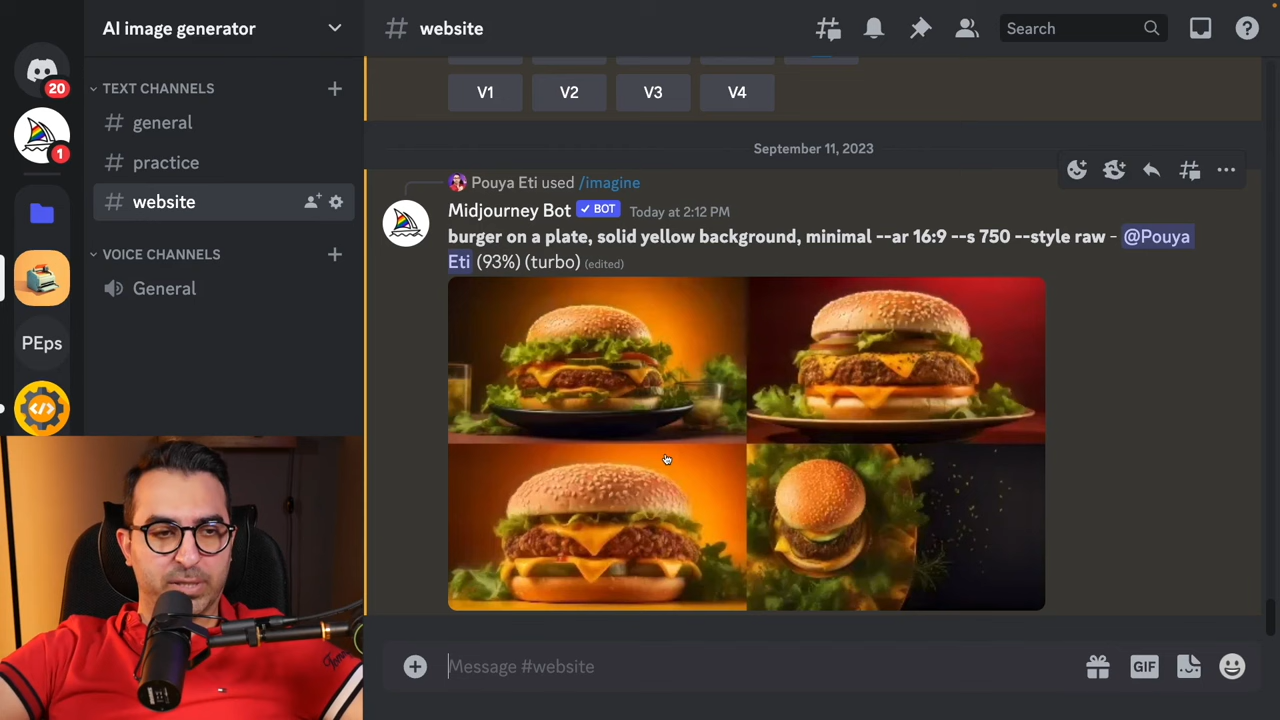 AI image generator
# website
Search
20
1
TEXT CHANNELS
# general
# practice
# website
VOICE CHANNELS
General
PEps
V1 V2 V3 V4
September 11, 2023
Pouya Eti used /imagine
Midjourney Bot ✓ BOT Today at 2:12 PM
burger on a plate, solid yellow background, minimal --ar 16:9 --s 750 --style raw - @Pouya
Eti (93%) (turbo) (edited)
Message #website
GIF